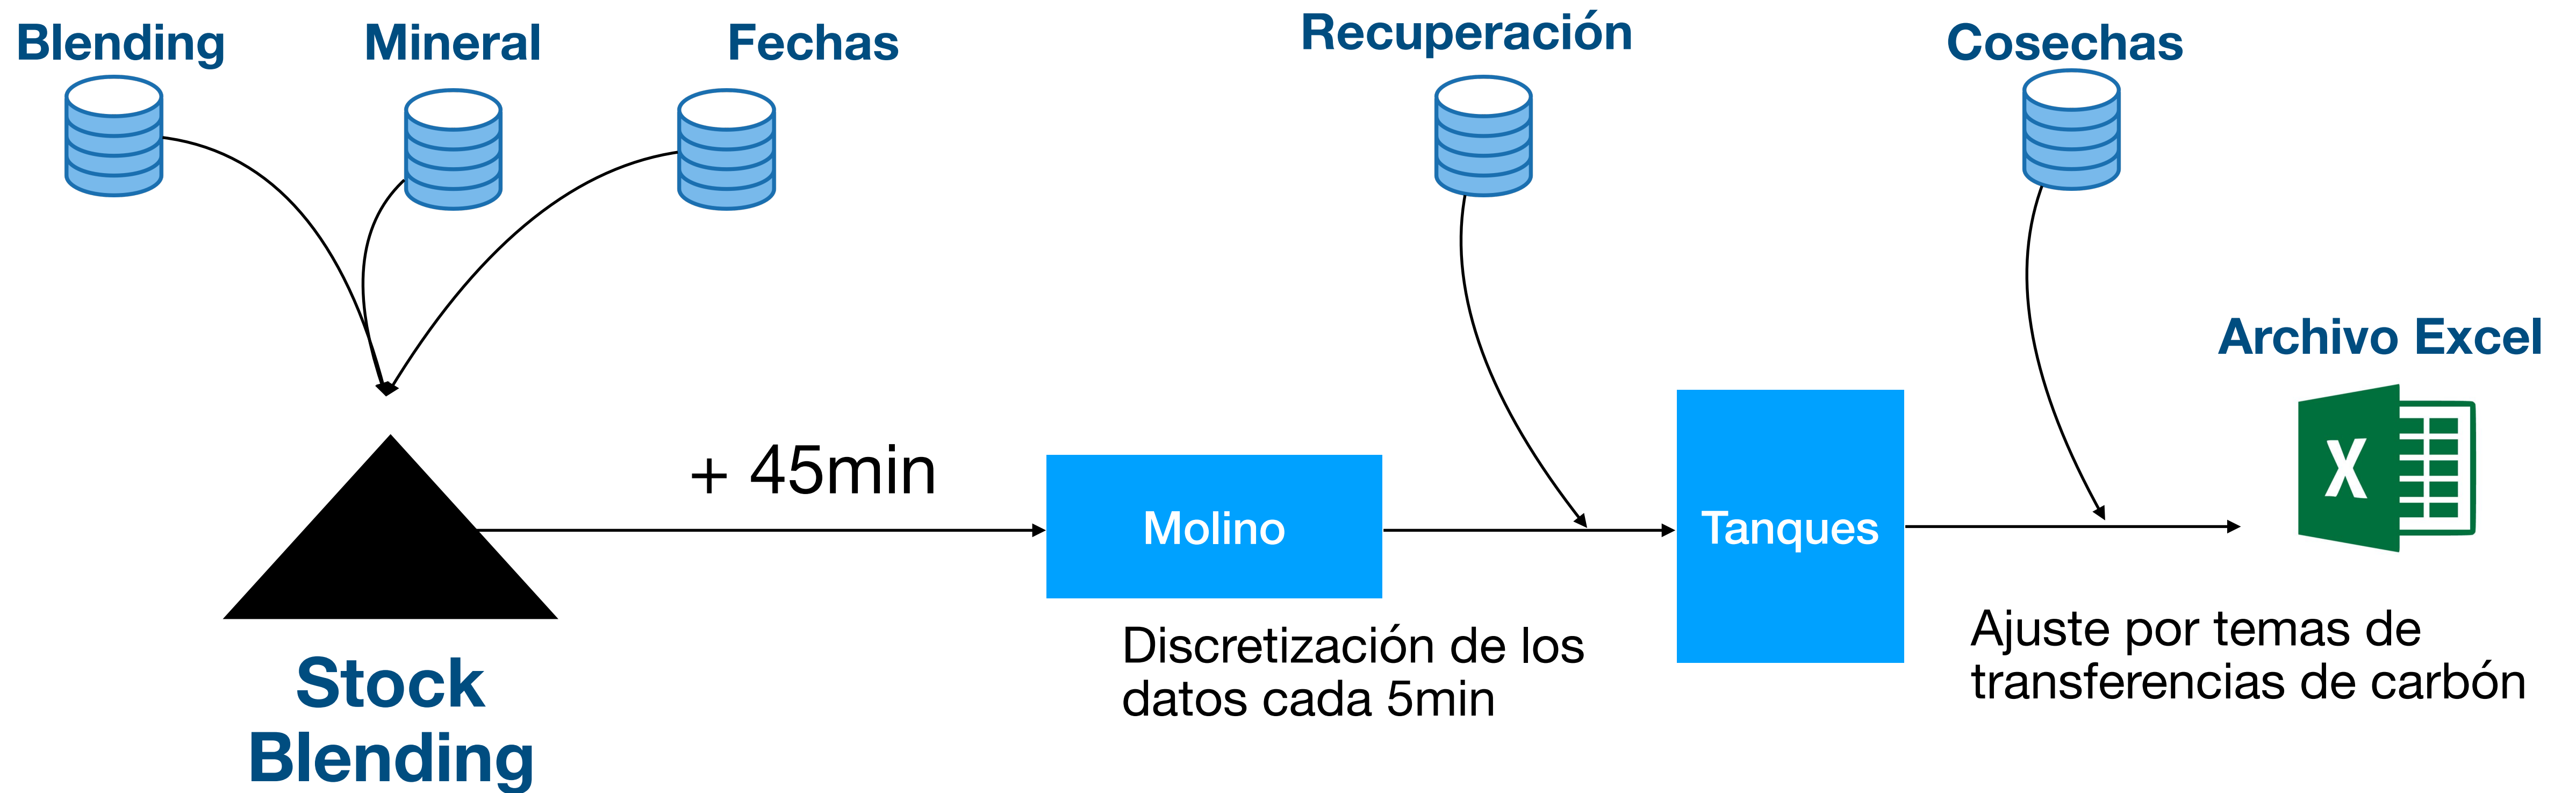 Blending
Mineral
Fechas
Recuperación
Cosechas
Archivo Excel
X
+ 45min
Molino
Tanques
Discretización de los
datos cada 5min
Ajuste por temas de
transferencias de carbón
Stock
Blending